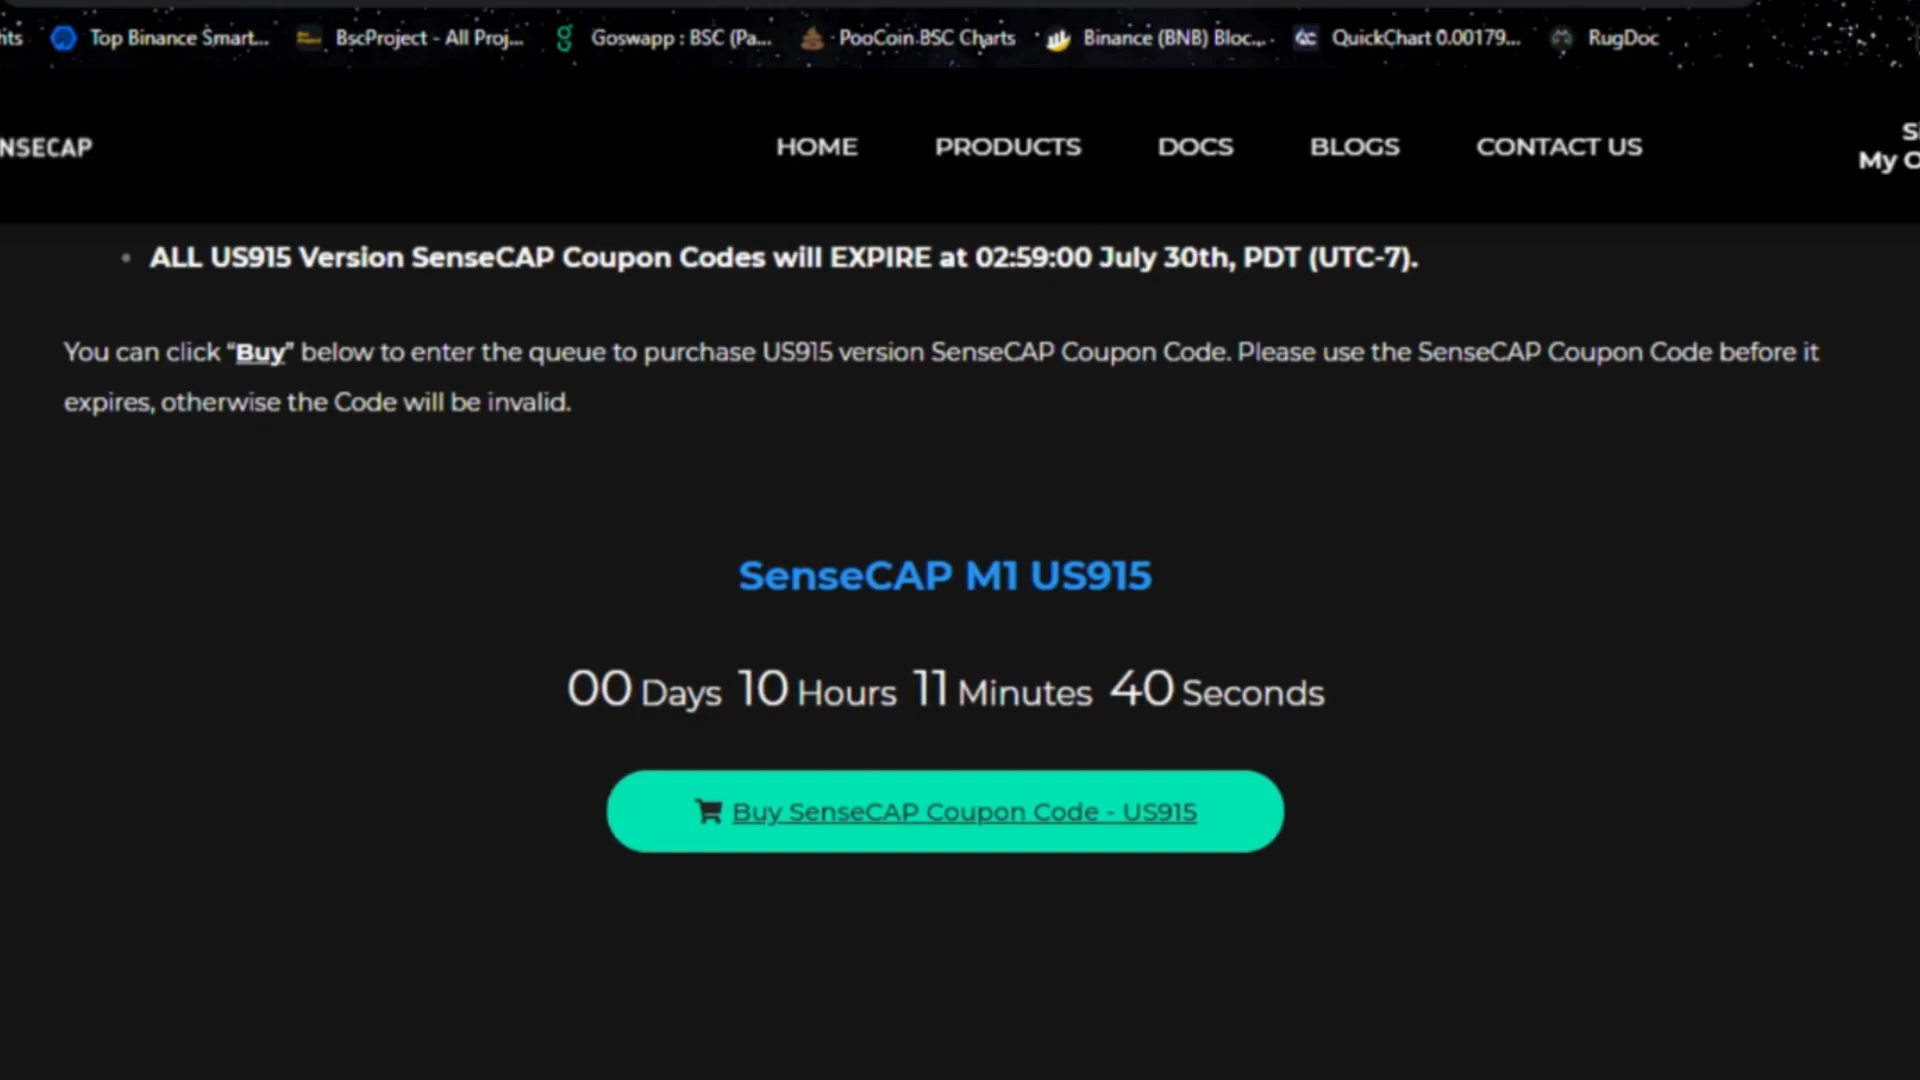 Top Binance Smart...
BscProject - All Proj...
Goswapp : BSC (Pa...
PooCoin BSC Charts
Binance (BNB) Bloc...
QuickChart 0.00179...
RugDoc
NSECAP
HOME
PRODUCTS
DOCS
BLOGS
CONTACT US
My O
ALL US915 Version SenseCAP Coupon Codes will EXPIRE at 02:59:00 July 30th, PDT (UTC-7).
You can click “Buy” below to enter the queue to purchase US915 version SenseCAP Coupon Code. Please use the SenseCAP Coupon Code before it
expires, otherwise the Code will be invalid.
SenseCAP M1 US915
00 Days 10 Hours 11 Minutes 40 Seconds
Buy SenseCAP Coupon Code - US915